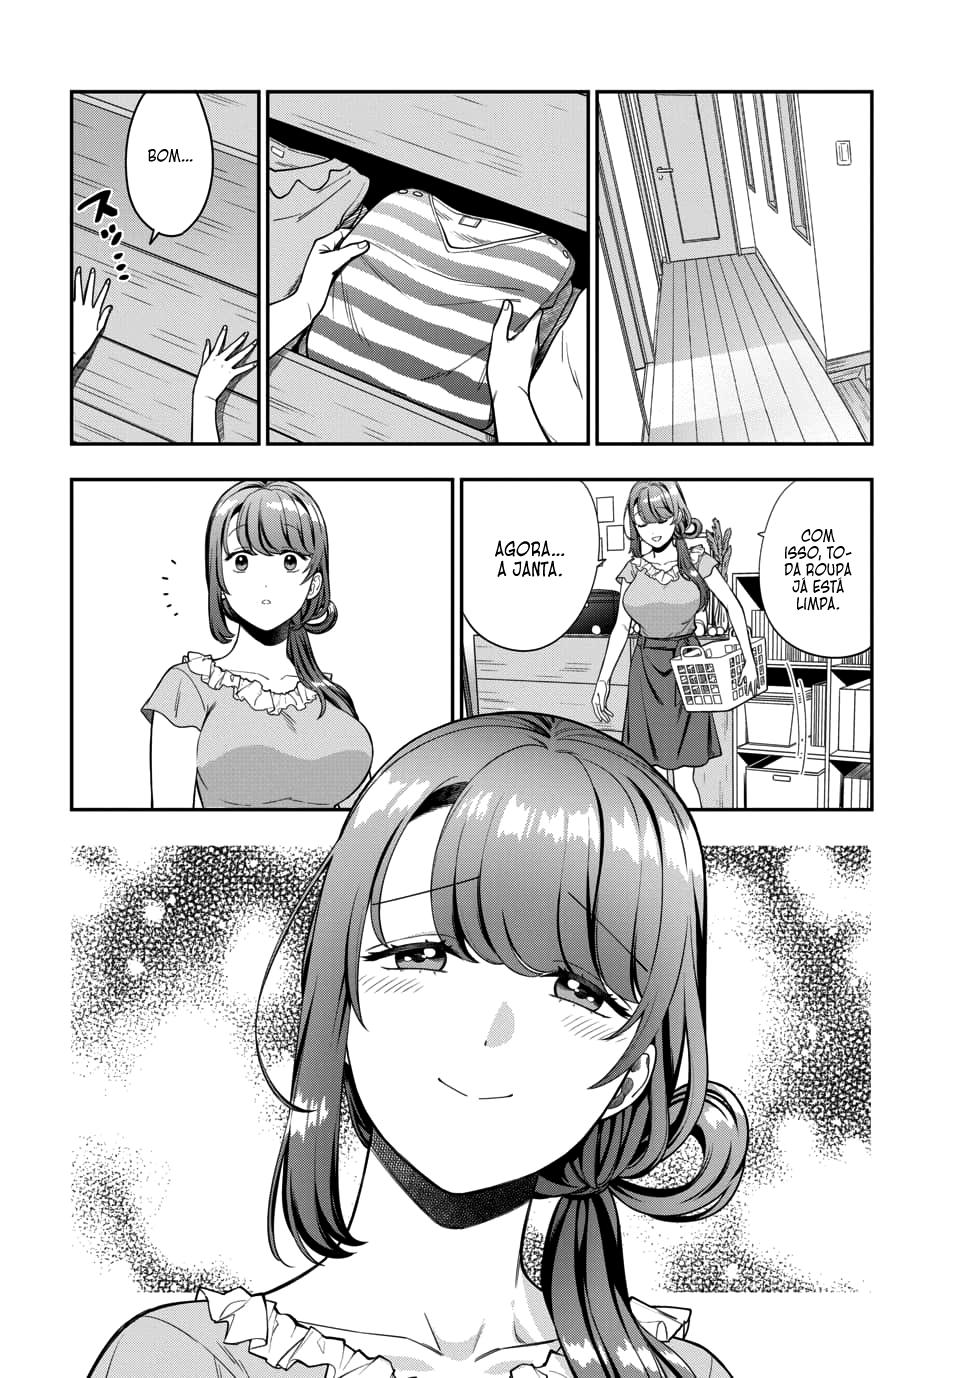 BOM...
スッ
COM
ISSO, TO-
DA ROUPA
JÁ ESTÁ
LIMPA.
AGORA...
A JANTA.